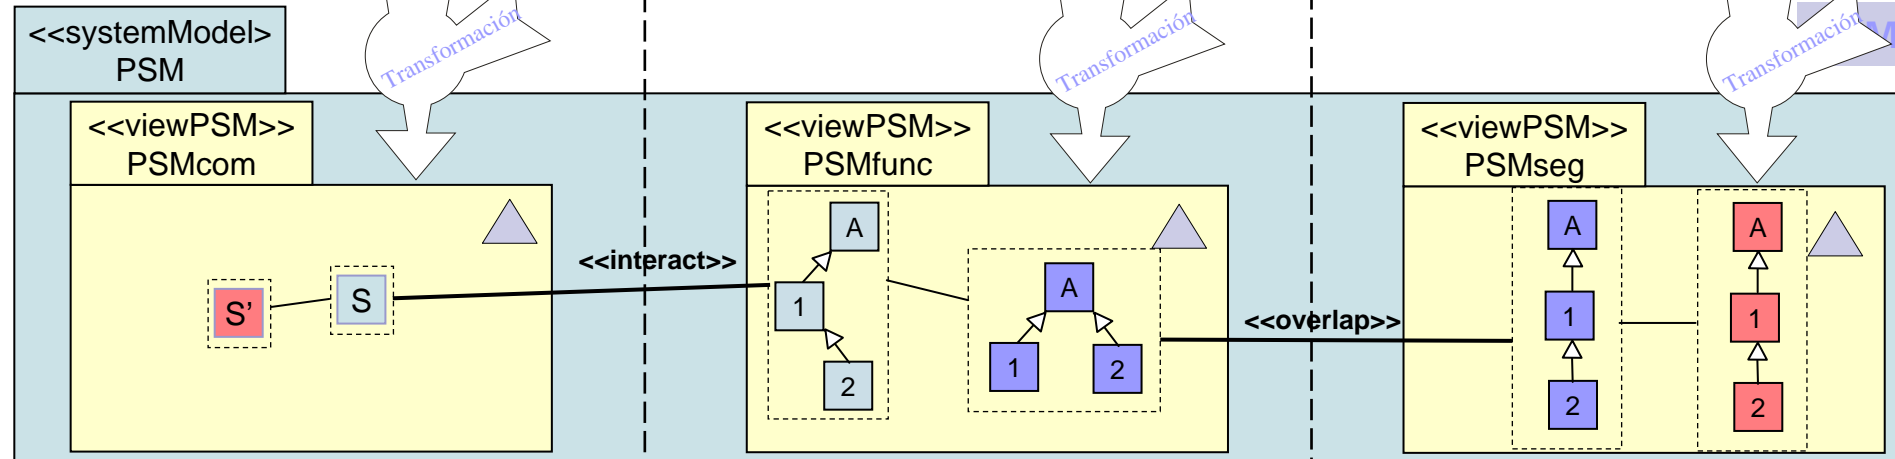 <<systemModel>
PSM
Transformación
Transformación
Transformación
<<viewPSM>>
PSMcom
<<viewPSM>>
PSMfunc
<<viewPSM>>
PSMseg
S'
S
<<interact>>
A
1
2
A
1
2
<<overlap>>
A
1
2
A
1
2